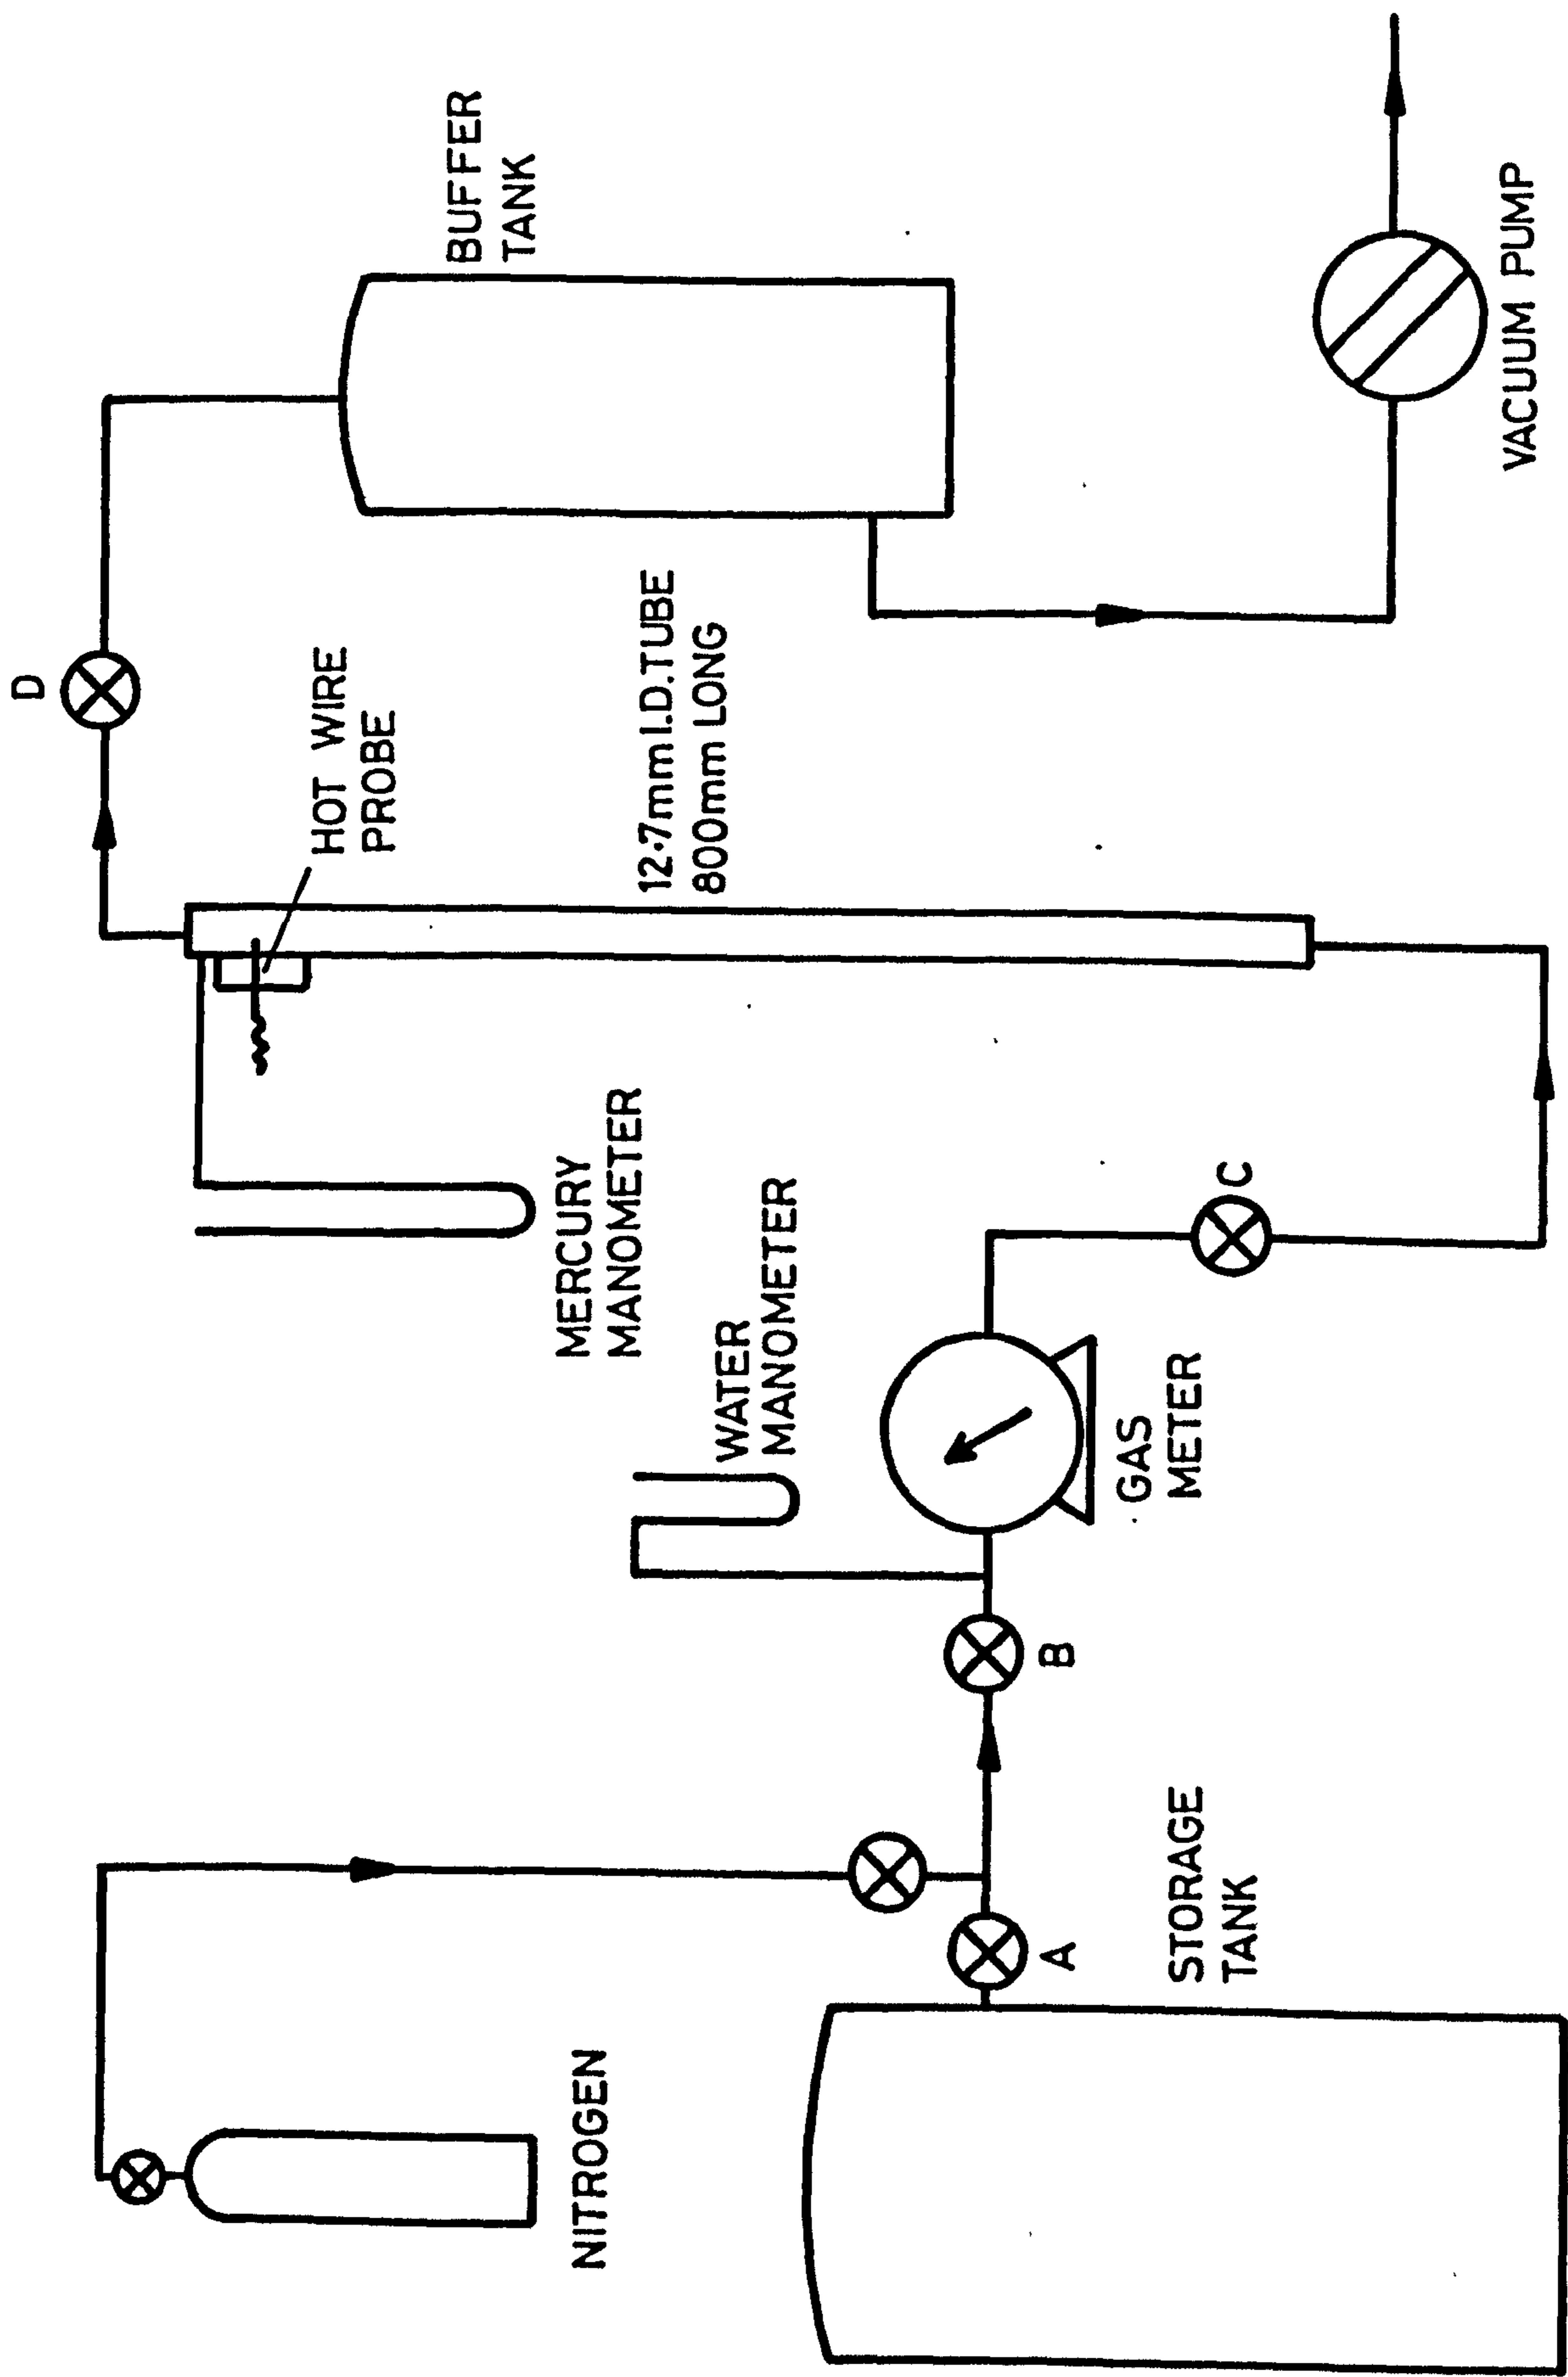 NITROGEN
STORAGE
TANK
A
B
WATER
MANOMETER
GAS
METER
MERCURY
MANOMETER
C
HOT WIRE
PROBE
12·7mm I.D. TUBE
800mm LONG
D
BUFFER
TANK
VACUUM PUMP